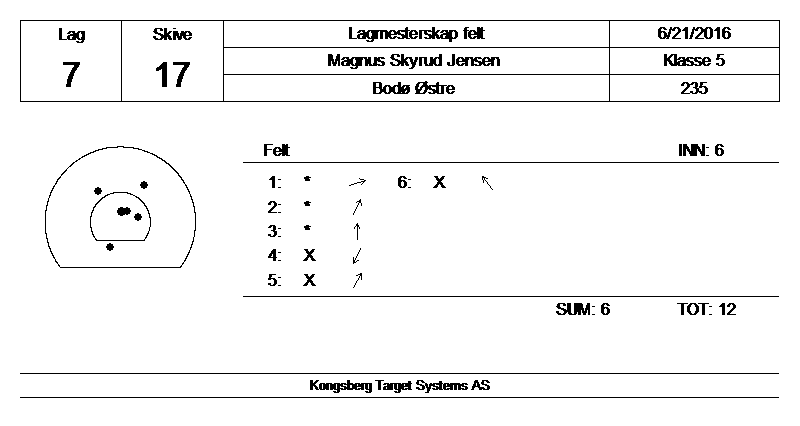 Lag Skive Lagmesterskap felt 6/21/2016
7 17 Magnus Skyrud Jensen Klasse 5
Bodø Østre 235
Felt INN: 6
1: * 6: X
2: *
3: *
4: X
5: X
SUM: 6 TOT: 12
Kongsberg Target Systems AS